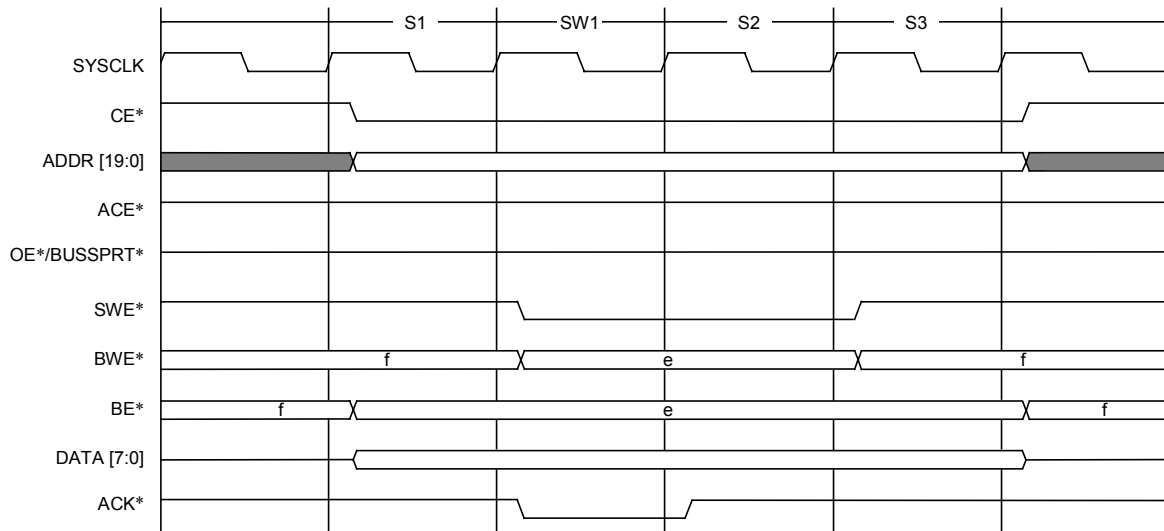 S1 SW1 S2 S3
SYSCLK
CE*
ADDR [19:0]
ACE*
OE*/BUSSPRT*
SWE*
BWE* f e f
BE* f e f
DATA [7:0]
ACK*